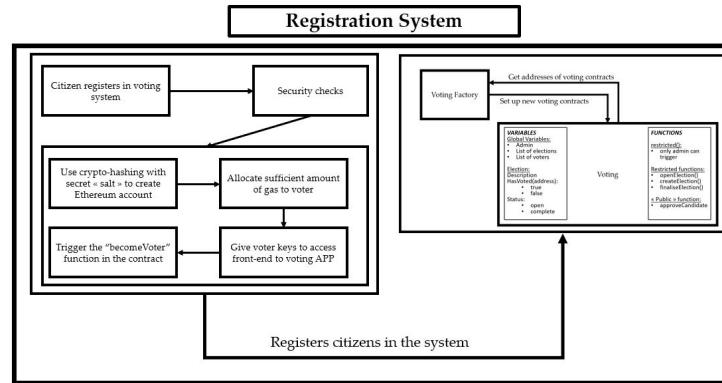 Registration System
Citizen registers in voting
system
Security checks
Use crypto-hashing with
secret « salt » to create
Ethereum account
Allocate sufficient amount
of gas to voter
Trigger the "becomeVoter"
function in the contract
Give voter keys to access
front-end to voting APP
Get addresses of voting contracts
Voting Factory
Set up new voting contracts
VARIABLES
Global Variables:
• Admin
• List of elections
• List of voters
Election:
Description
HasVoted(address):
• true
• false
Status:
• open
• complete
Voting
FUNCTIONS
restricted():
• only admin can
trigger
Restricted functions:
• openElection()
• createElection()
• finaliseElection()
« Public » function:
• approveCandidate
Registers citizens in the system